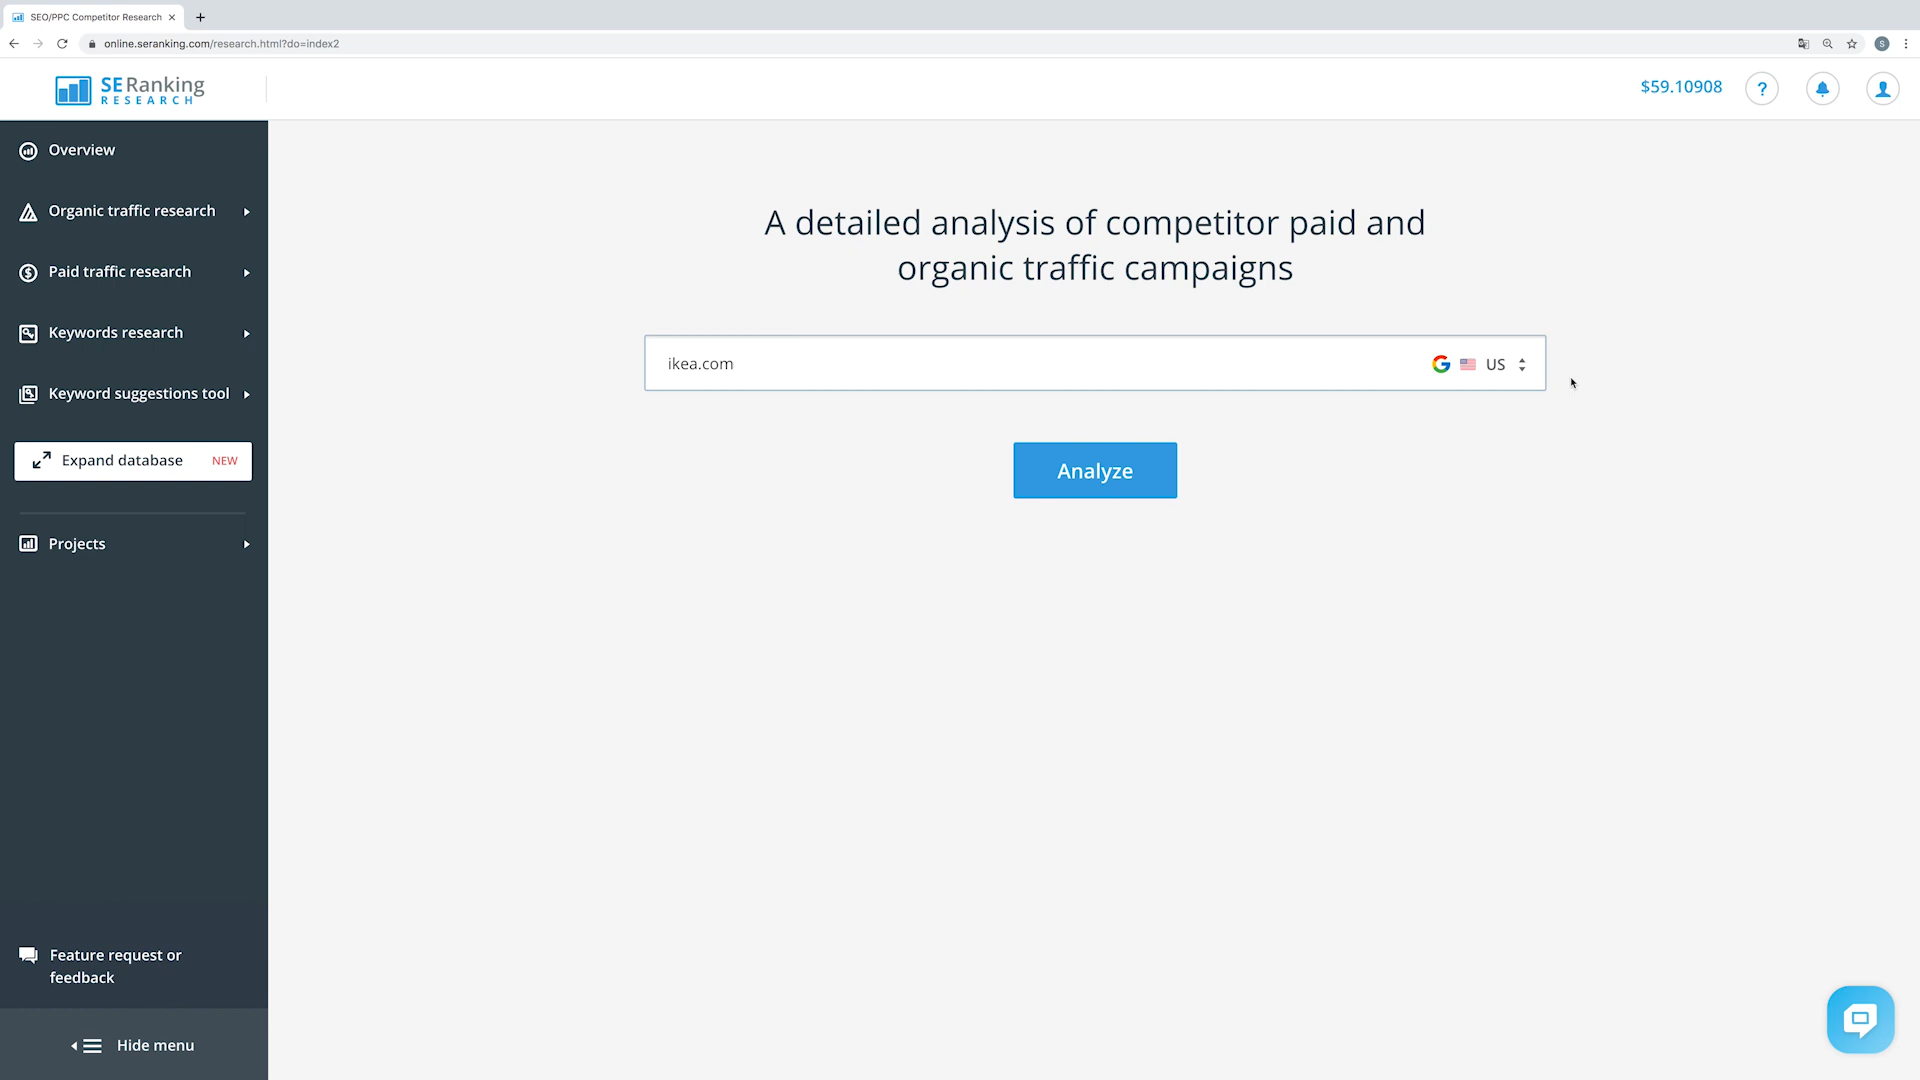 SEO/PPC Competitor Research
online.seranking.com/research.html?do=index2
S
SE Ranking
RESEARCH
$59.10908
?
Overview
Organic traffic research
Paid traffic research
Keywords research
Keyword suggestions tool
Expand database NEW
Projects
Feature request or
feedback
Hide menu
A detailed analysis of competitor paid and
organic traffic campaigns
ikea.com
G US
Analyze